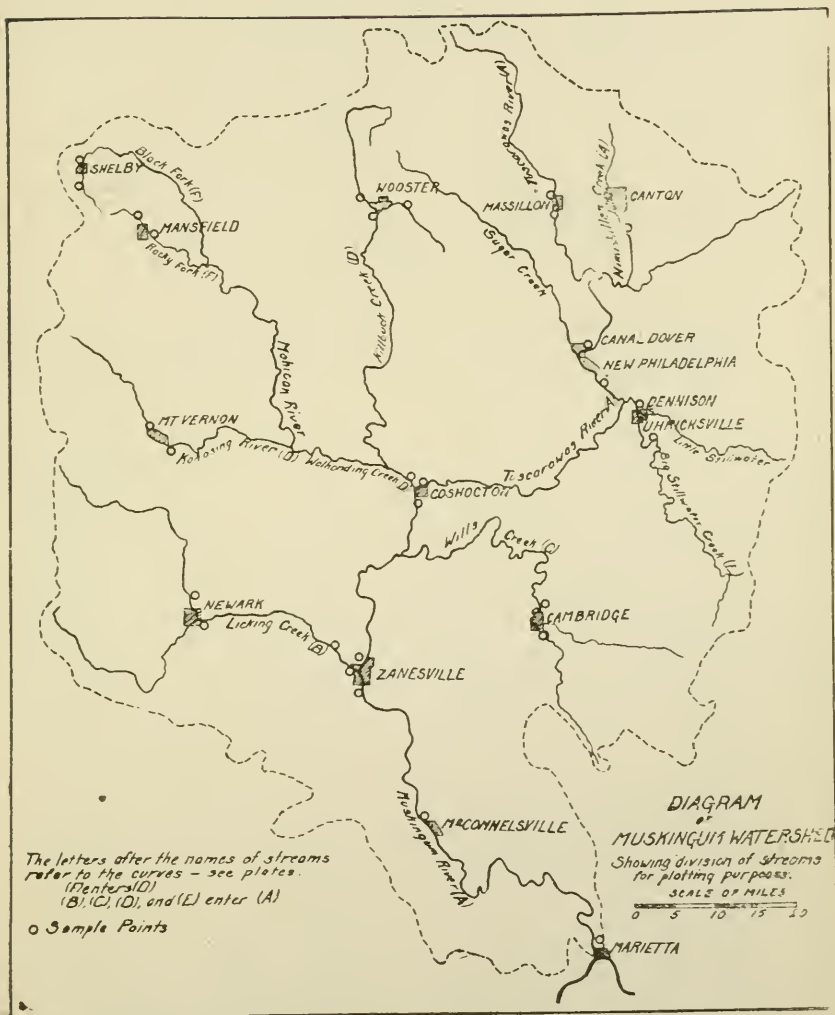 SHELBY
Black Fork (F)
MANSFIELD
Rocky Fork (F)
Mohican River
WOOSTER
Killbuck Creek (D)
Sugar Creek
Tuscarawas River (A)
MASSILLON
Nimishillen Creek (A)
CANTON
CANAL DOVER
NEW PHILADELPHIA
DENNISON
UHRICKSVILLE
Little Stillwater
Big Stillwater Creek (E)
MT VERNON
Kokosing River (D)
Walhonding Creek D
COSHOCTON
Tuscarawas River A
Wills Creek (C)
NEWARK
Licking Creek (B)
ZANESVILLE
CAMBRIDGE
McCONNELSVILLE
Muskingum River (A)
MARIETTA
DIAGRAM
OF
MUSKINGUM WATERSHED
Showing division of streams
for plotting purposes.
SCALE OF MILES
0 5 10 15 20
The letters after the names of streams
refer to the curves - see plates.
(F) enters (D)
(B), (C), (D), and (E) enter (A)
o Sample Points